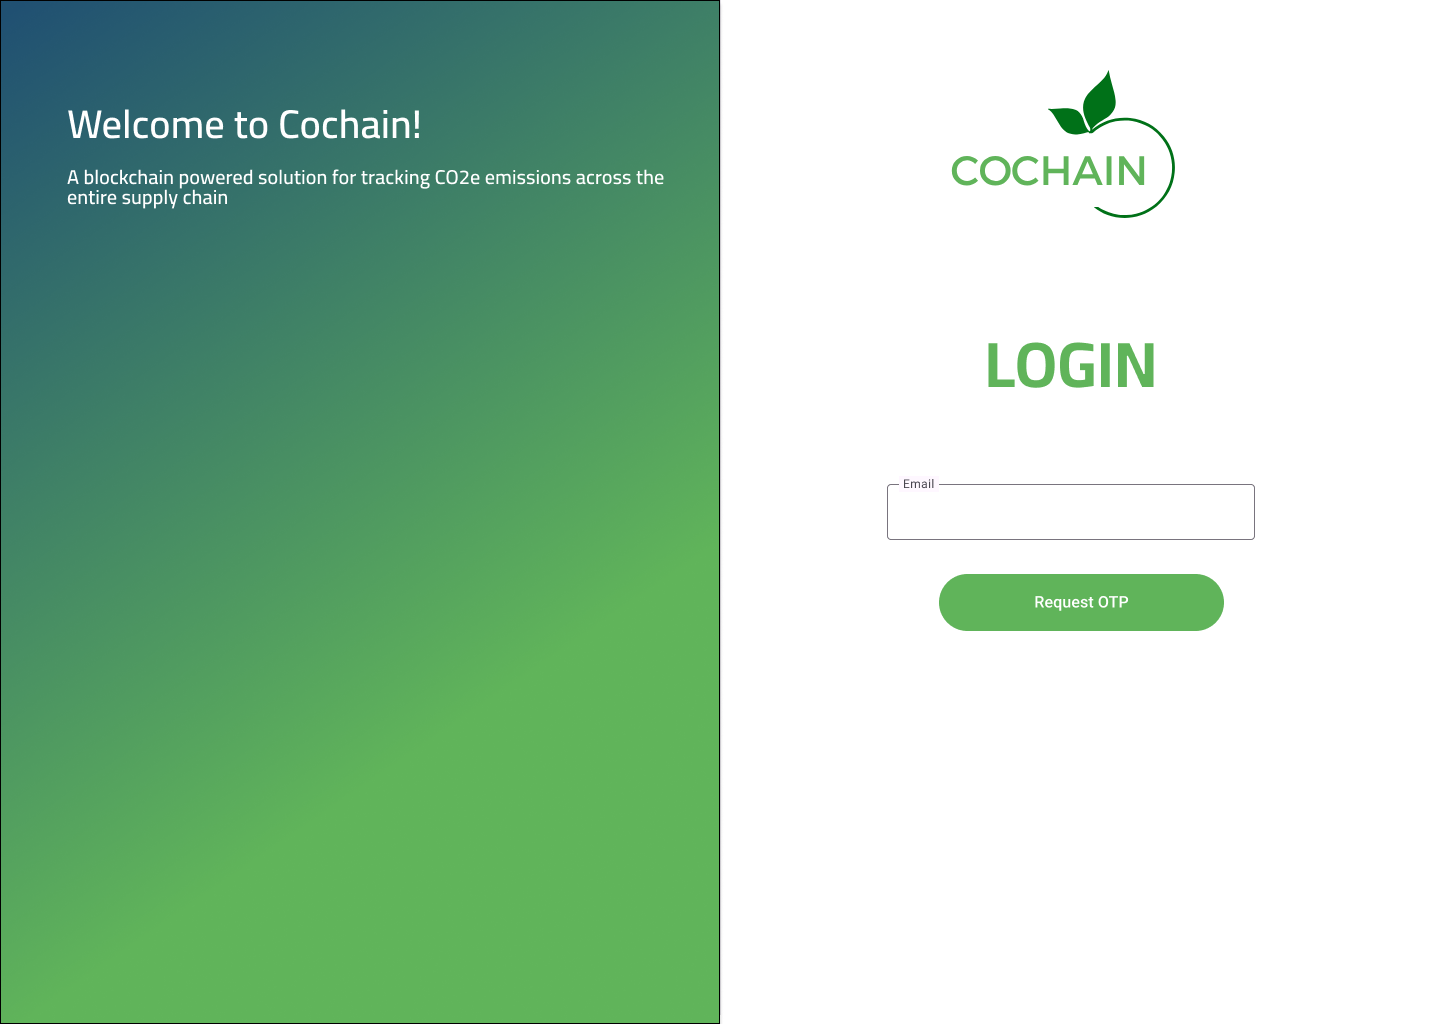 Welcome to Cochain!
A blockchain powered solution for tracking CO2e emissions across the
entire supply chain
COCHAIN
LOGIN
Email
Request OTP